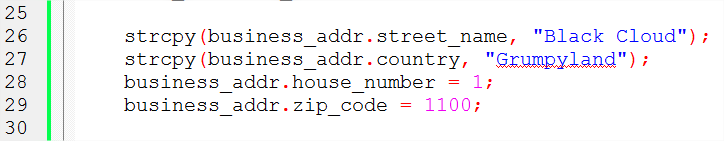 25
26 strcpy(business_addr.street_name, "Black Cloud");
27 strcpy(business_addr.country, "Grumpyland");
28 business_addr.house_number = 1;
29 business_addr.zip_code = 1100;
30